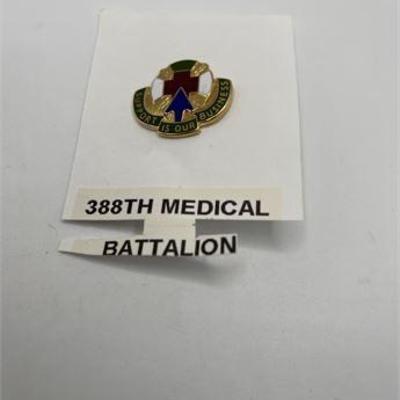 SUPPORT IS OUR BUSINESS
388TH MEDICAL
BATTALION